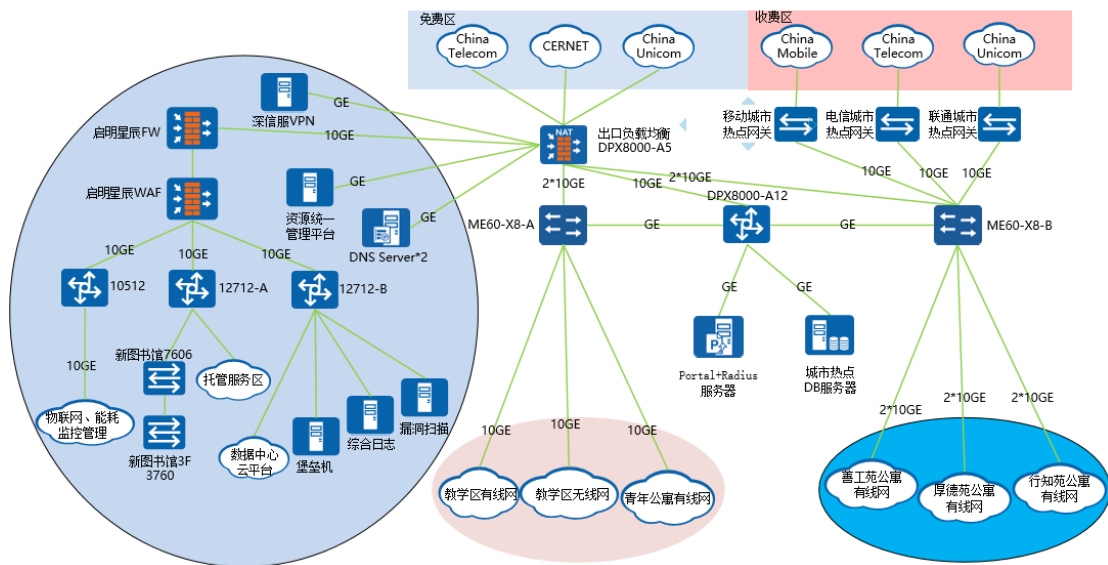 免费区
收费区
China
Telecom
CERNET
China
Unicom
China
Mobile
China
Telecom
China
Unicom
深信服VPN
GE
启明星辰FW
10GE
NAT
出口负载均衡
DPX8000-A5
移动城市
热点网关
电信城市
热点网关
联通城市
热点网关
启明星辰WAF
资源统一
管理平台
GE
2*10GE
10GE
2*10GE
10GE
10GE
10GE
DPX8000-A12
DNS Server*2
GE
ME60-X8-A
GE
GE
ME60-X8-B
10GE
10GE
10GE
10512
12712-A
12712-B
GE
GE
10GE
新图书馆7606
托管服务区
P
Portal+Radius
服务器
城市热点
DB服务器
物联网、能耗
监控管理
新图书馆3F
3760
数据中心
云平台
堡垒机
综合日志
漏洞扫描
10GE
10GE
10GE
2*10GE
2*10GE
2*10GE
教学区有线网
教学区无线网
青年公寓有线网
善工苑公寓
有线网
厚德苑公寓
有线网
行知苑公寓
有线网